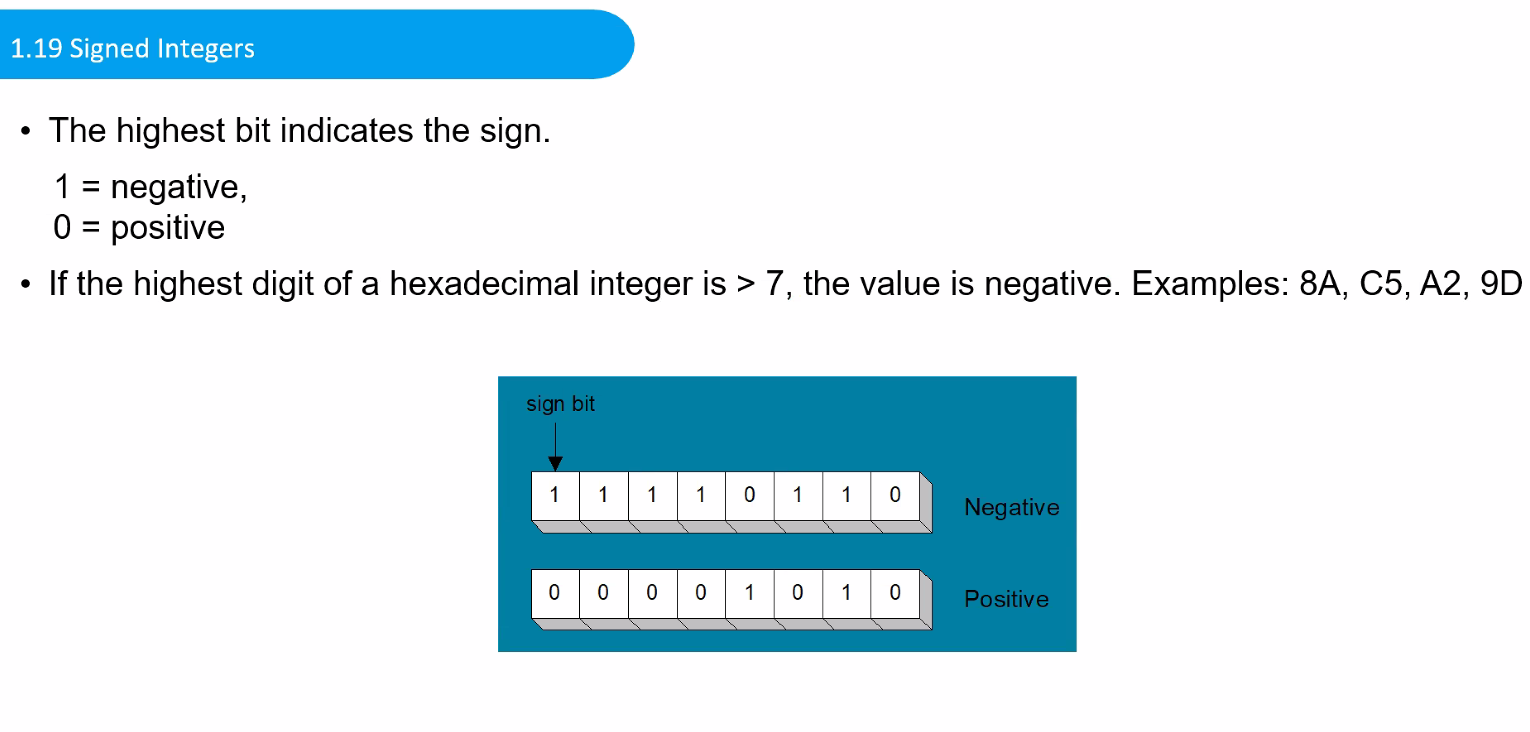 1.19 Signed Integers
• The highest bit indicates the sign.
1 = negative,
0 = positive
• If the highest digit of a hexadecimal integer is > 7, the value is negative. Examples: 8A, C5, A2, 9D
sign bit
1 1 1 1 0 1 1 0
Negative
0 0 0 0 1 0 1 0
Positive